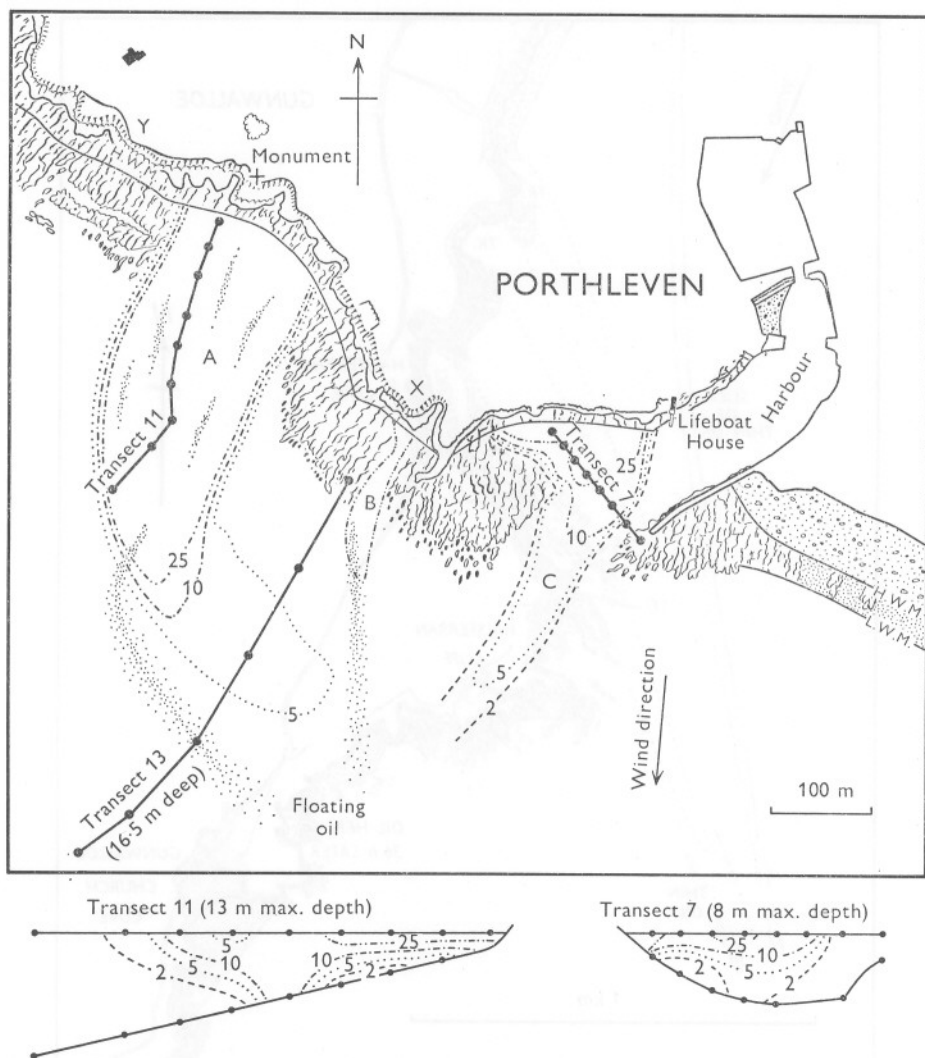 N
Y
H.W.M.
Monument
PORTHLEVEN
A
X
Harbour
Lifeboat
House
Transect 11
Transect 7
25
B
10
25
C
10
H.W.M.
L.W.M.
5
5
2
Wind direction
Transect 13
(16·5 m deep)
Floating
oil
100 m
Transect 11 (13 m max. depth)
Transect 7 (8 m max. depth)
5
25
10
10
5
5
2
2
25
10
5
2
2